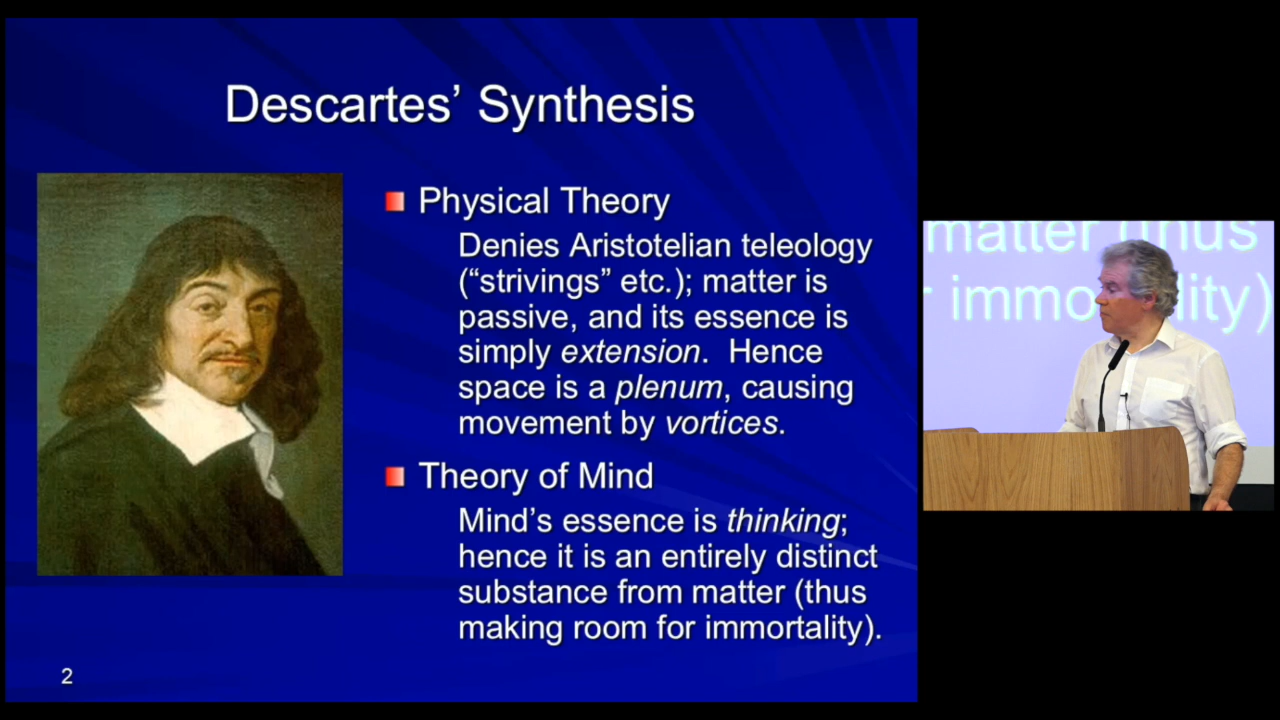 Descartes’ Synthesis
Physical Theory
Denies Aristotelian teleology
(“strivings” etc.); matter is
passive, and its essence is
simply extension. Hence
space is a plenum, causing
movement by vortices.
Theory of Mind
Mind’s essence is thinking;
hence it is an entirely distinct
substance from matter (thus
making room for immortality).
2
matter thus
immo ity)